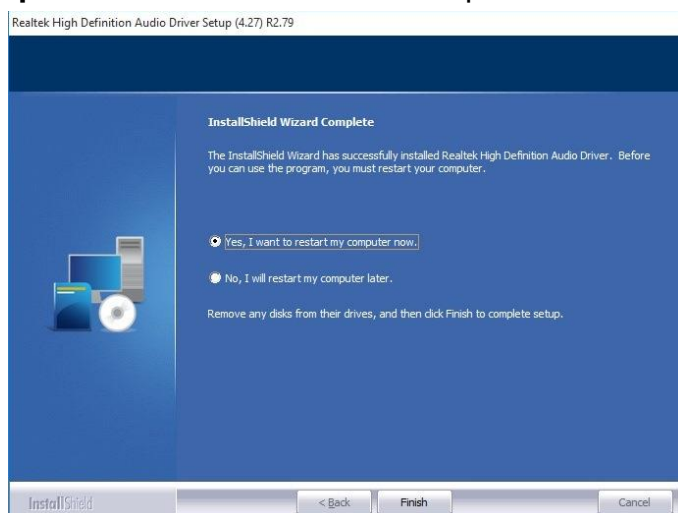 Realtek High Definition Audio Driver Setup (4.27) R2.79
InstallShield Wizard Complete
The InstallShield Wizard has successfully installed Realtek High Definition Audio Driver. Before
you can use the program, you must restart your computer.
Yes, I want to restart my computer now.
No, I will restart my computer later.
Remove any disks from their drives, and then click Finish to complete setup.
InstallShield
< Back
Finish
Cancel